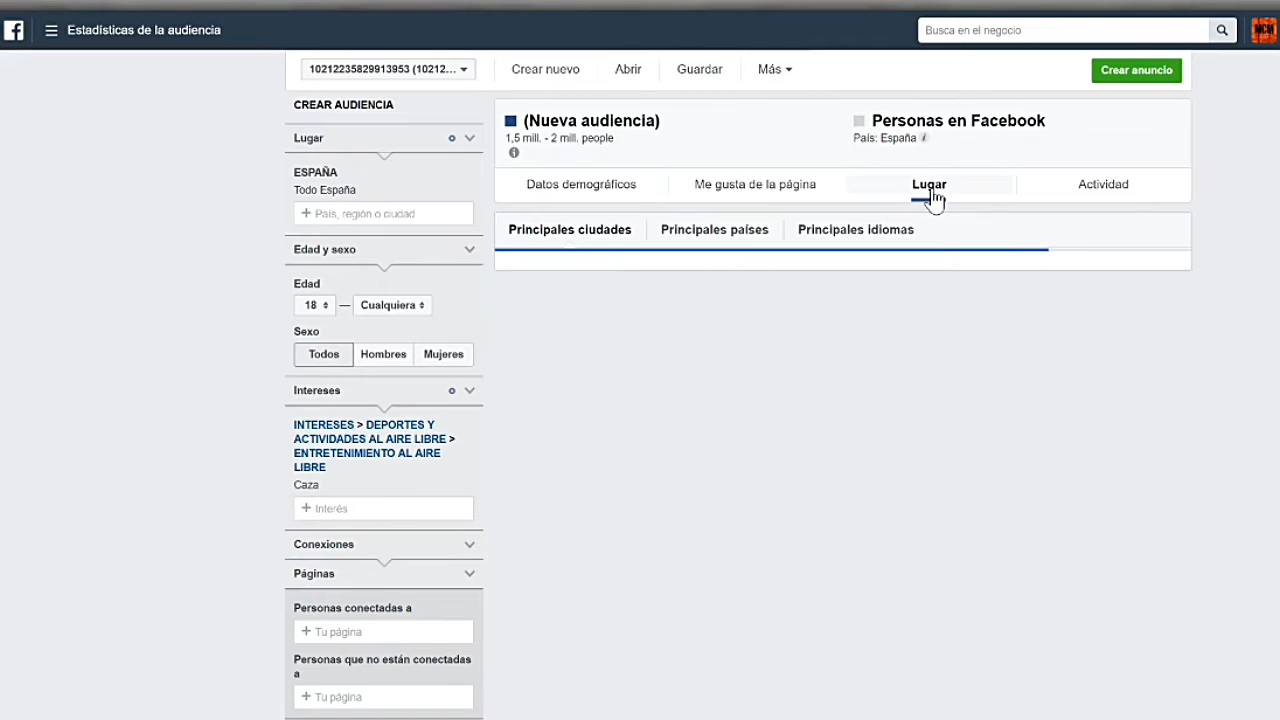 Estadísticas de la audiencia
Busca en el negocio
10212235829913953 (10212...
Crear nuevo
Abrir
Guardar
Más
Crear anuncio
CREAR AUDIENCIA
Lugar
ESPAÑA
Todo España
+ País, región o ciudad
Edad y sexo
Edad
18 — Cualquiera
Sexo
Todos Hombres Mujeres
Intereses
INTERESES > DEPORTES Y
ACTIVIDADES AL AIRE LIBRE >
ENTRETENIMIENTO AL AIRE
LIBRE
Caza
+ Interés
Conexiones
Páginas
Personas conectadas a
+ Tu página
Personas que no están conectadas
a
+ Tu página
(Nueva audiencia)
1,5 mill. - 2 mill. people
Personas en Facebook
País: España
Datos demográficos
Me gusta de la página
Lugar
Actividad
Principales ciudades
Principales países
Principales idiomas